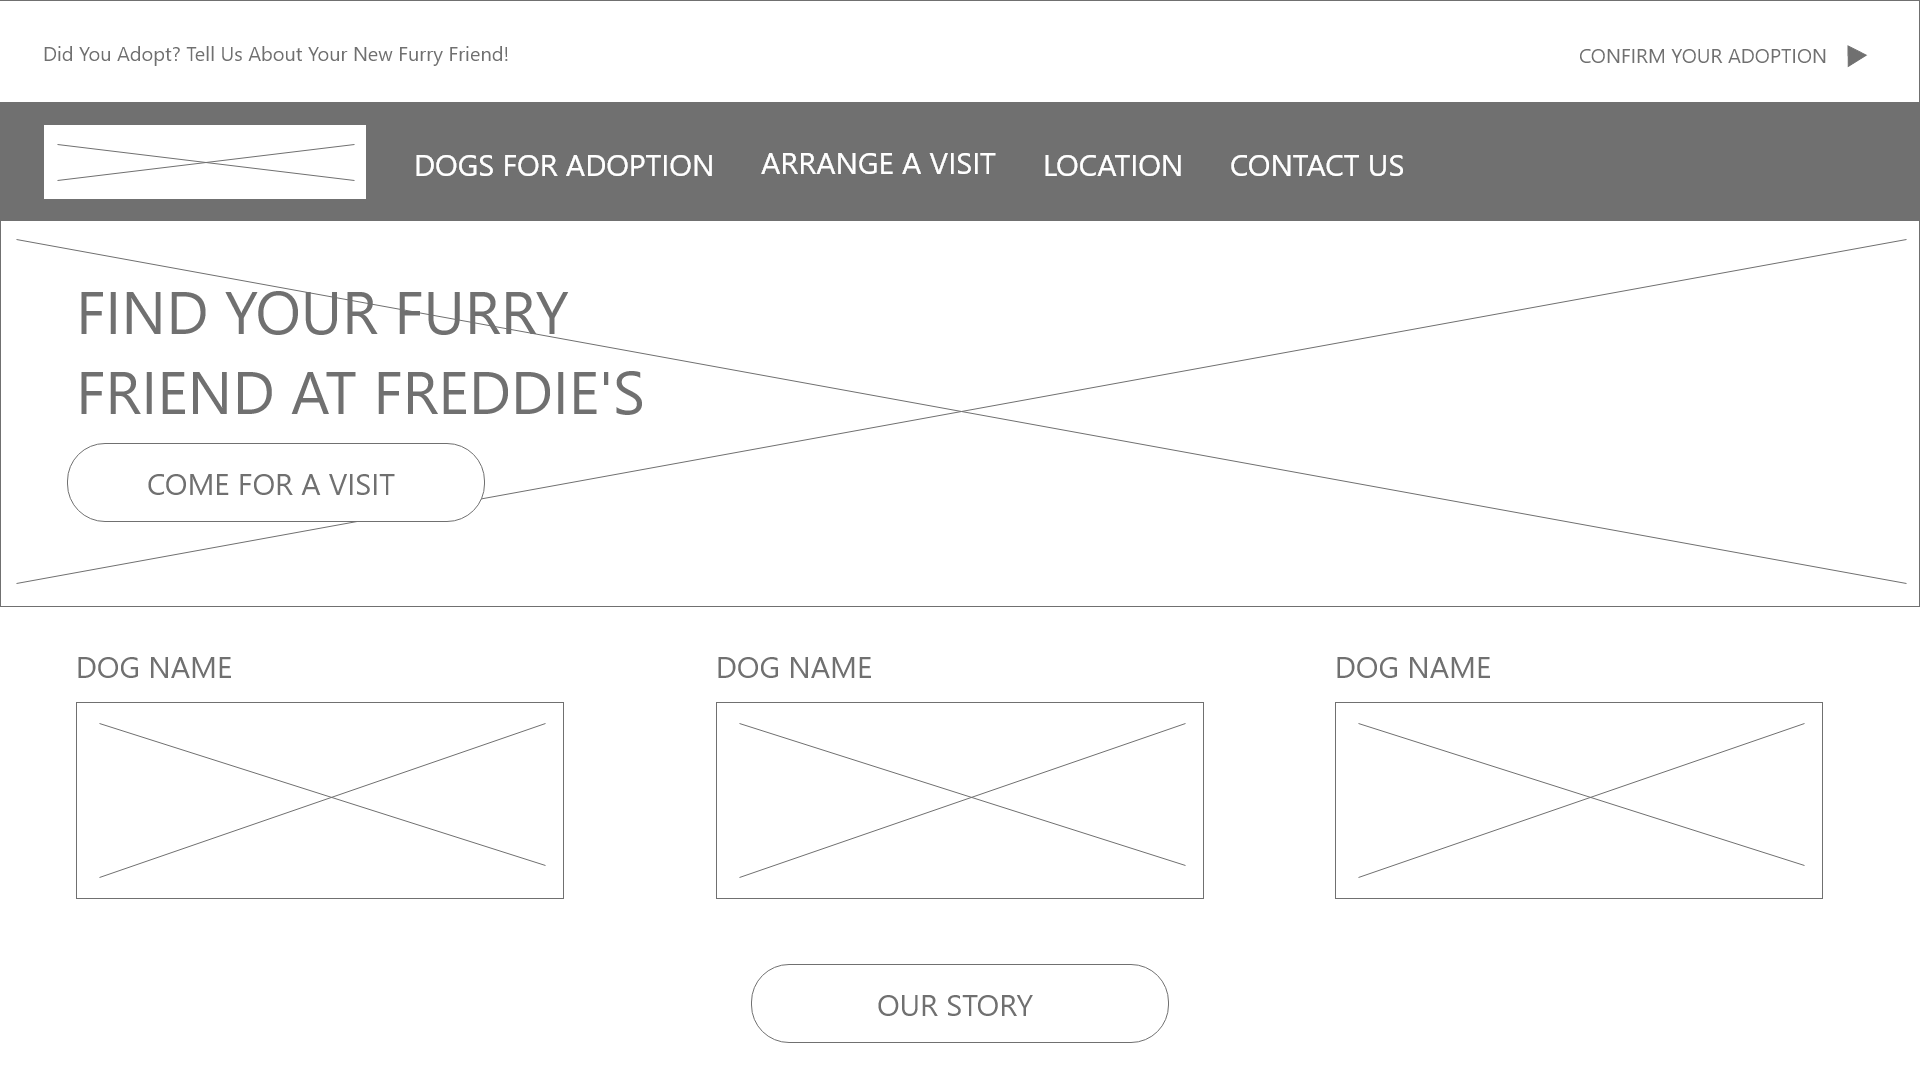 Did You Adopt? Tell Us About Your New Furry Friend!
CONFIRM YOUR ADOPTION
DOGS FOR ADOPTION
ARRANGE A VISIT
LOCATION
CONTACT US
FIND YOUR FURRY
FRIEND AT FREDDIE'S
COME FOR A VISIT
DOG NAME
DOG NAME
DOG NAME
OUR STORY